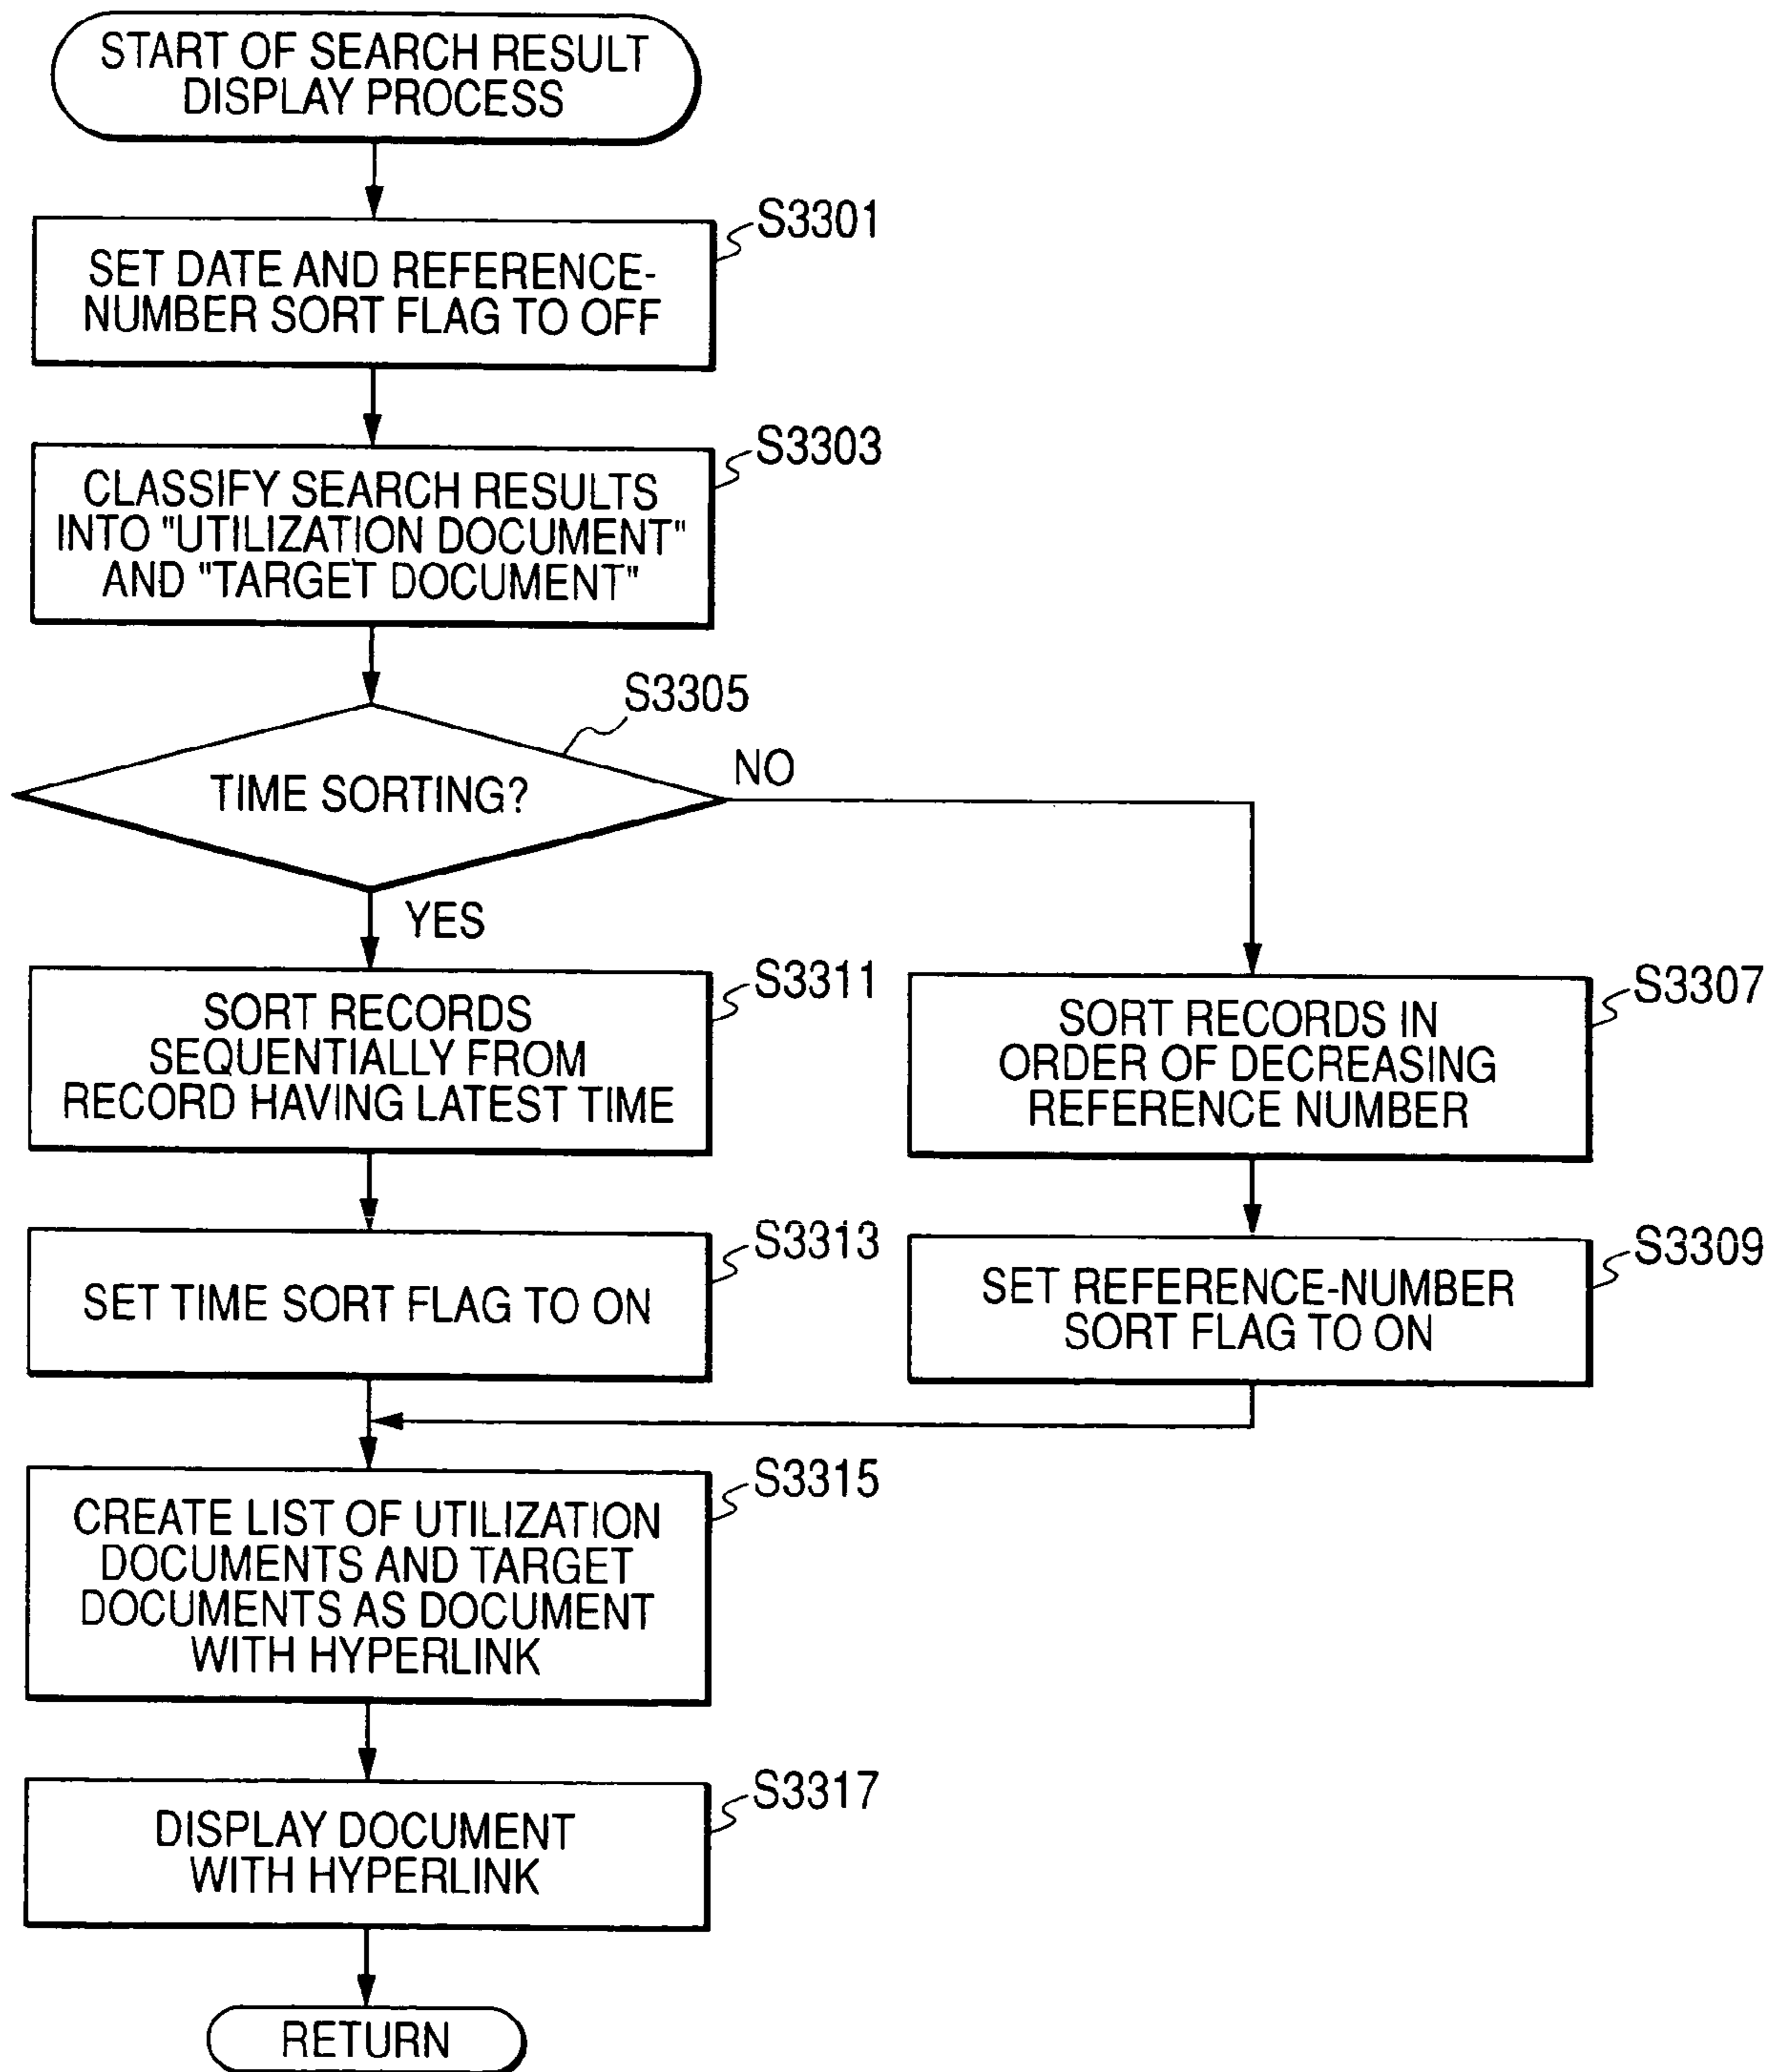 START OF SEARCH RESULT
DISPLAY PROCESS
S3301
SET DATE AND REFERENCE-
NUMBER SORT FLAG TO OFF
S3303
CLASSIFY SEARCH RESULTS
INTO "UTILIZATION DOCUMENT"
AND "TARGET DOCUMENT"
S3305
TIME SORTING?
NO
YES
S3311
SORT RECORDS
SEQUENTIALLY FROM
RECORD HAVING LATEST TIME
S3307
SORT RECORDS IN
ORDER OF DECREASING
REFERENCE NUMBER
S3313
SET TIME SORT FLAG TO ON
S3309
SET REFERENCE-NUMBER
SORT FLAG TO ON
S3315
CREATE LIST OF UTILIZATION
DOCUMENTS AND TARGET
DOCUMENTS AS DOCUMENT
WITH HYPERLINK
S3317
DISPLAY DOCUMENT
WITH HYPERLINK
RETURN